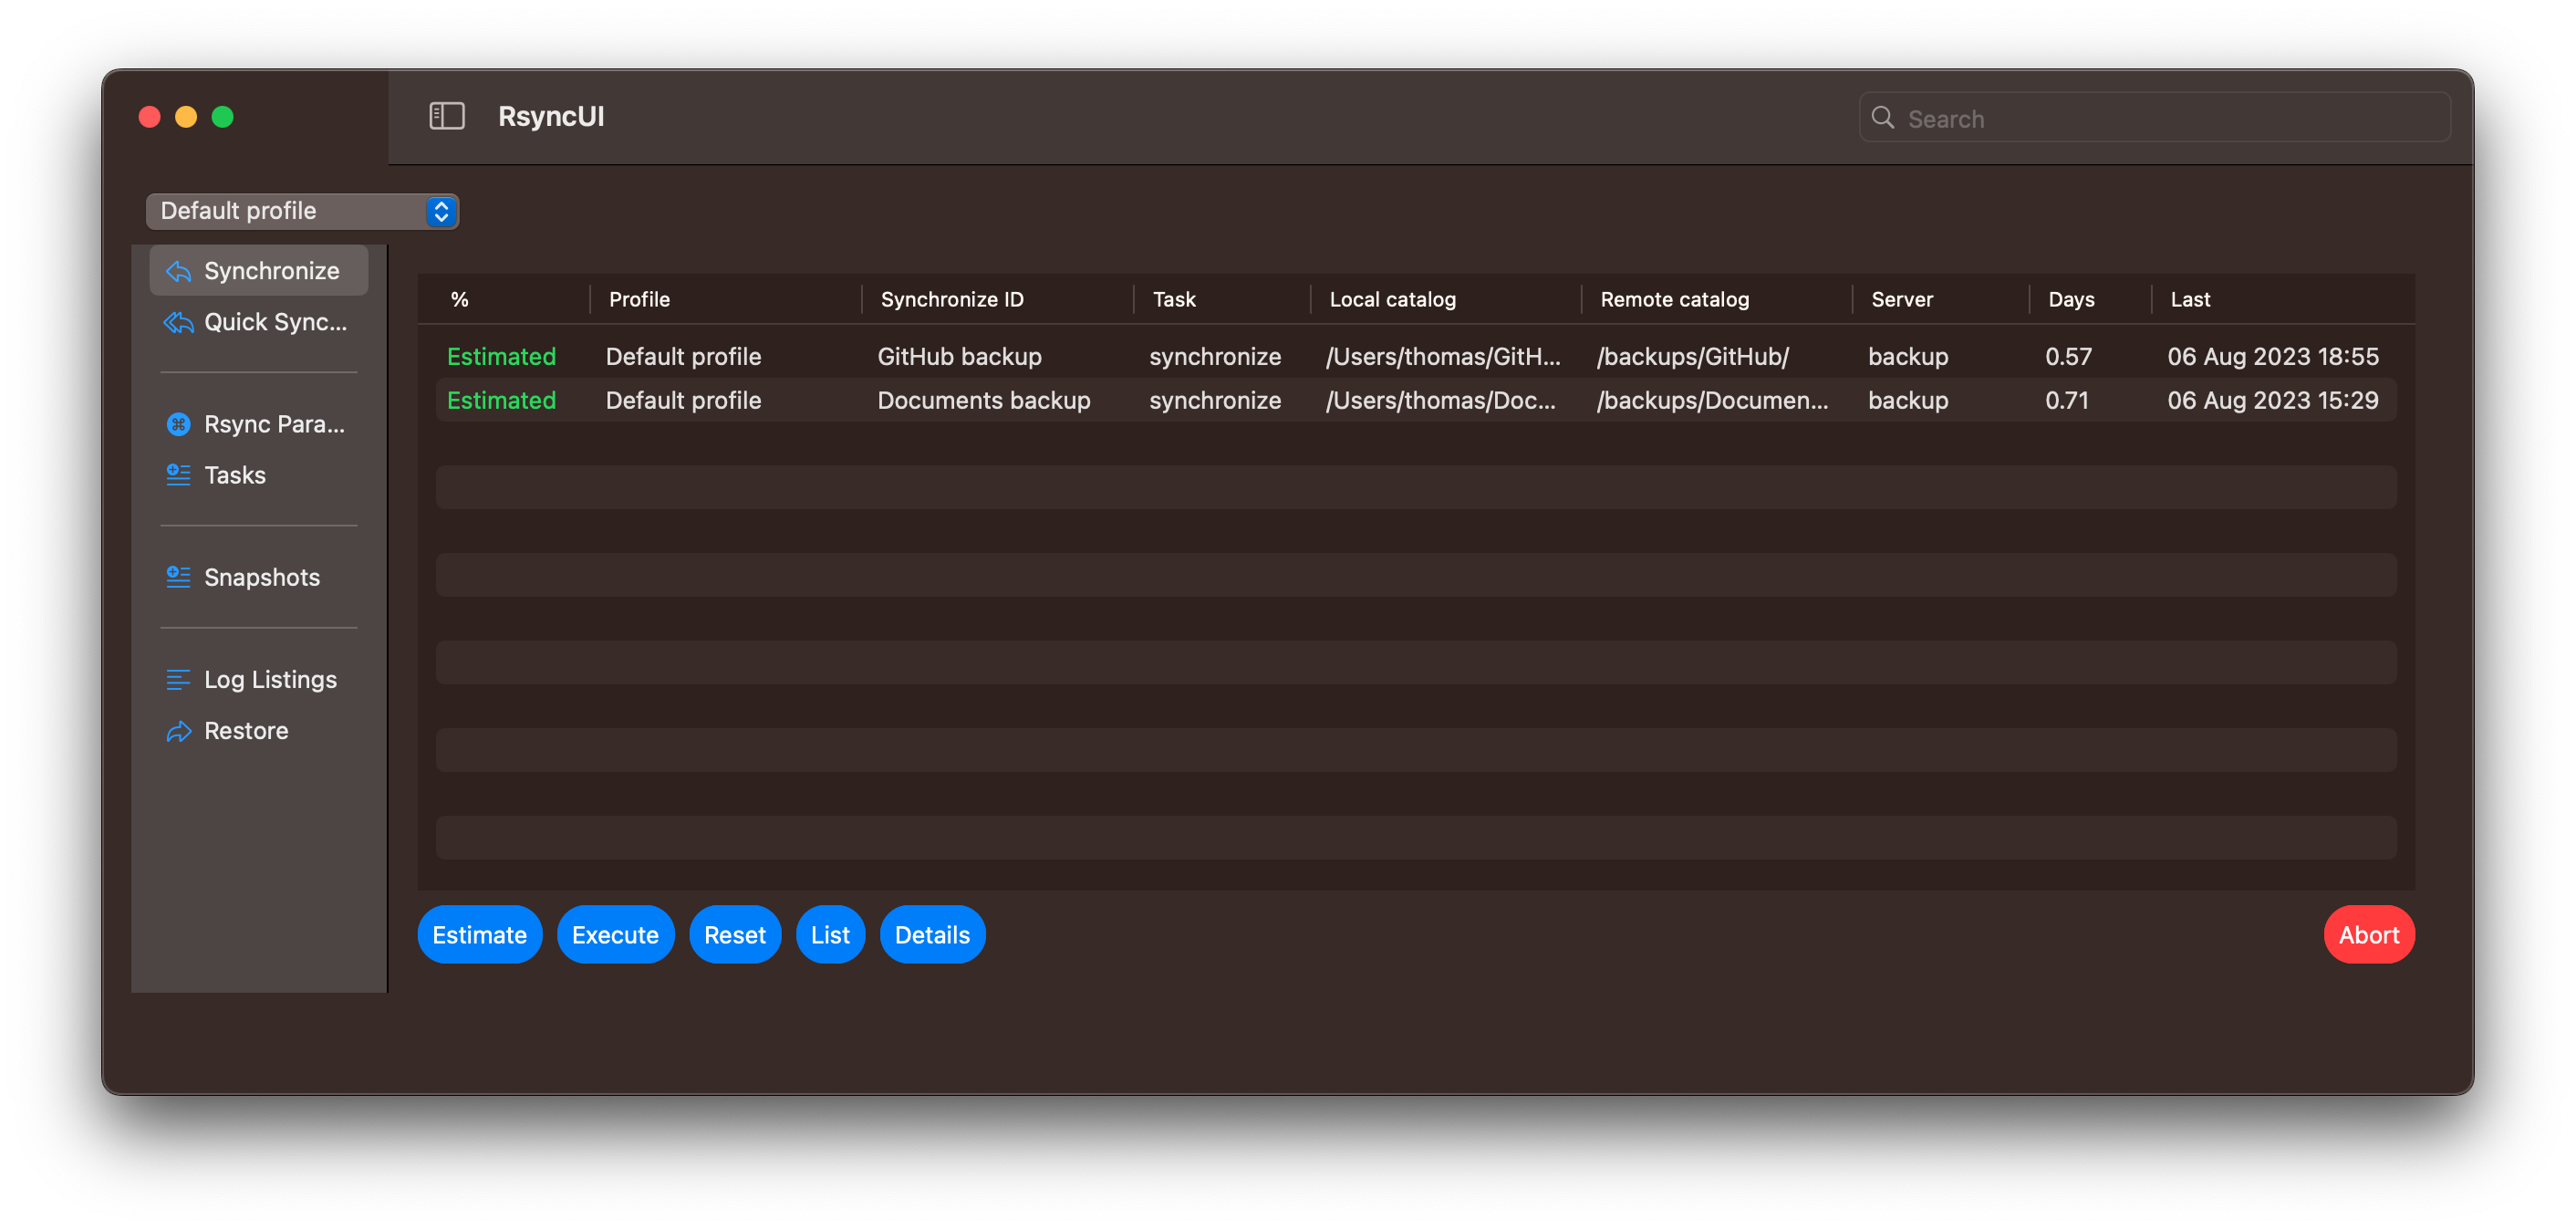 RsyncUI
Search
Default profile
Synchronize
Quick Sync...
Rsync Para...
Tasks
Snapshots
Log Listings
Restore
% Profile Synchronize ID Task Local catalog Remote catalog Server Days Last
Estimated Default profile GitHub backup synchronize /Users/thomas/GitH... /backups/GitHub/ backup 0.57 06 Aug 2023 18:55
Estimated Default profile Documents backup synchronize /Users/thomas/Doc... /backups/Documen... backup 0.71 06 Aug 2023 15:29
Estimate Execute Reset List Details Abort